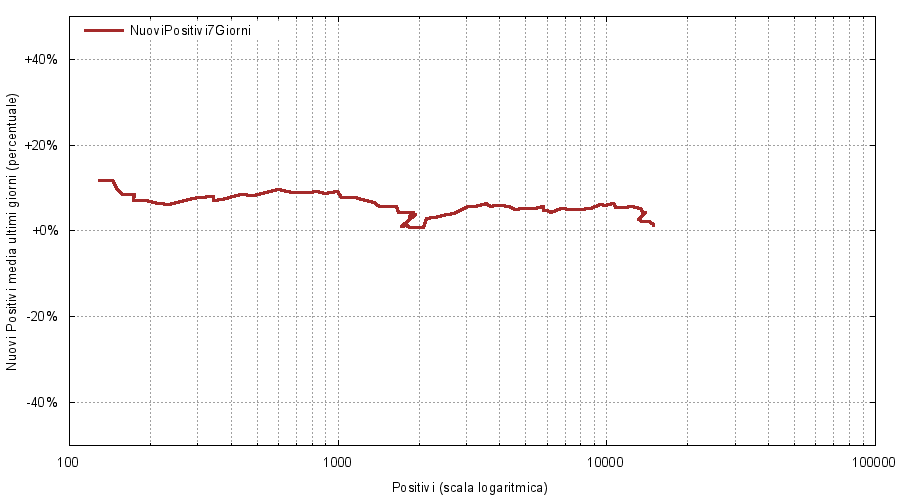 NuoviPositivi7Giorni
+40%
+20%
+0%
-20%
-40%
Nuovi Positivi media ultimi giorni (percentuale)
100 1000 10000 100000
Positivi (scala logaritmica)